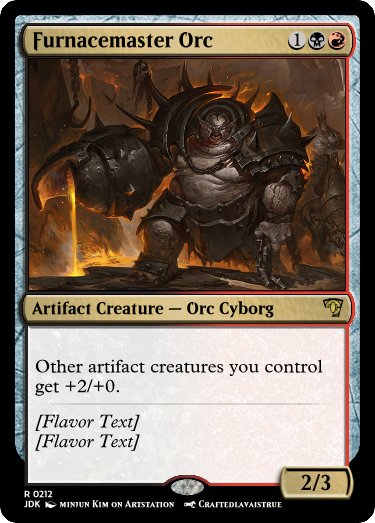 Furnacemaster Orc 1
Artifact Creature — Orc Cyborg
Other artifact creatures you control
get +2/+0.
[Flavor Text]
[Flavor Text]
2/3
R 0212
JDK MINJUN KIM ON ARTSTATION CRAFTEDLAVAISTRUE